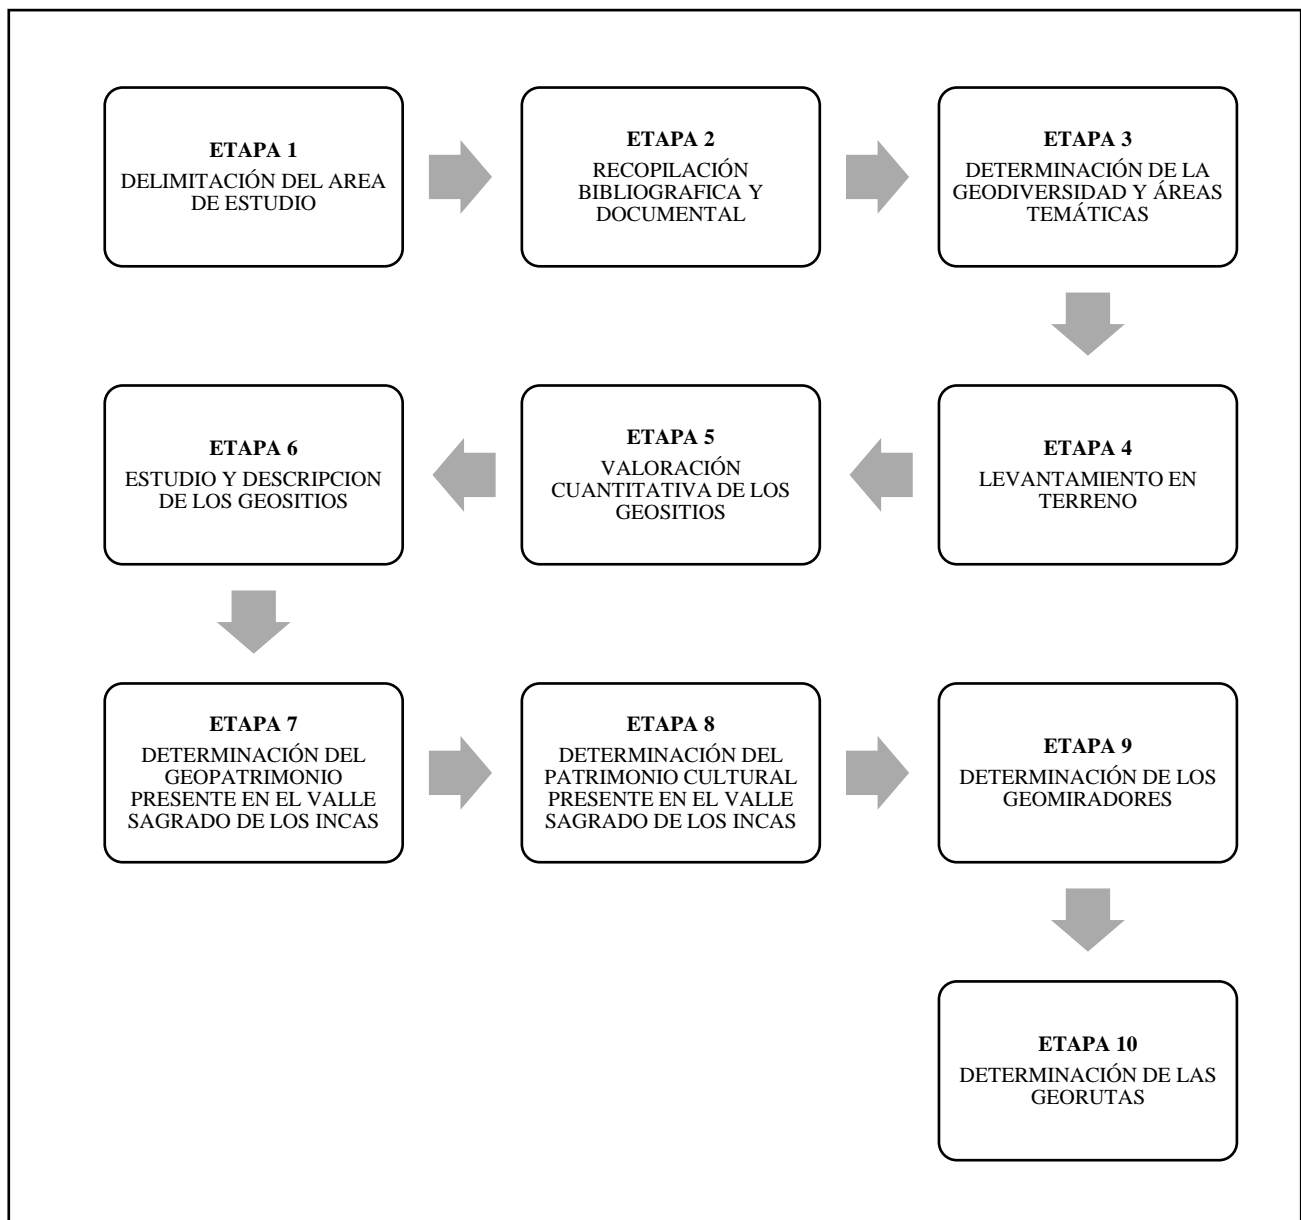 ETAPA 1
DELIMITACIÓN DEL AREA
DE ESTUDIO
ETAPA 2
RECOPILACIÓN
BIBLIOGRAFICA Y
DOCUMENTAL
ETAPA 3
DETERMINACIÓN DE LA
GEODIVERSIDAD Y ÁREAS
TEMÁTICAS
ETAPA 4
LEVANTAMIENTO EN
TERRENO
ETAPA 5
VALORACIÓN
CUANTITATIVA DE LOS
GEOSITIOS
ETAPA 6
ESTUDIO Y DESCRIPCION
DE LOS GEOSITIOS
ETAPA 7
DETERMINACIÓN DEL
GEOPATRIMONIO
PRESENTE EN EL VALLE
SAGRADO DE LOS INCAS
ETAPA 8
DETERMINACIÓN DEL
PATRIMONIO CULTURAL
PRESENTE EN EL VALLE
SAGRADO DE LOS INCAS
ETAPA 9
DETERMINACIÓN DE LOS
GEOMIRADORES
ETAPA 10
DETERMINACIÓN DE LAS
GEORUTAS